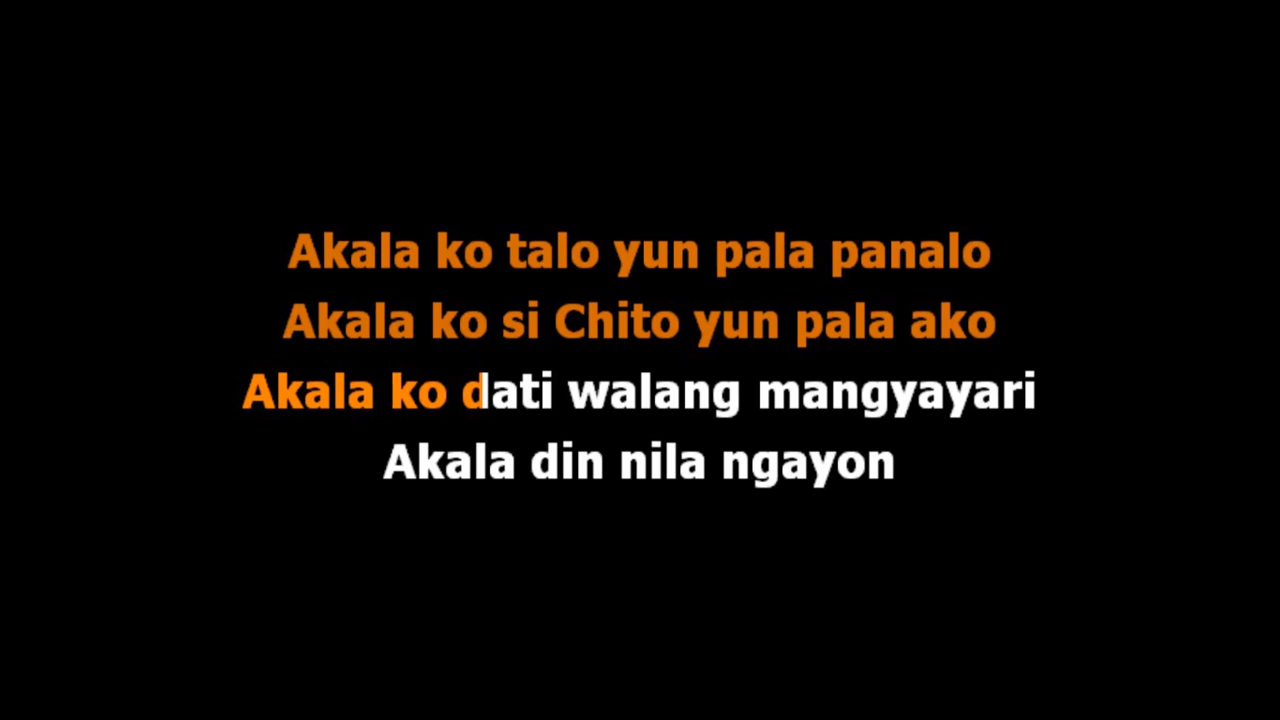 Akala ko talo yun pala panalo
Akala ko si Chito yun pala ako
Akala ko dati walang mangyayari
Akala din nila ngayon